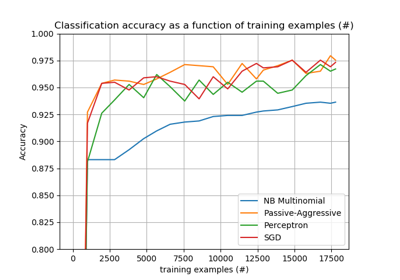 Classification accuracy as a function of training examples (#)
1.000
0.975
0.950
0.925
0.900
0.875
0.850
0.825
0.800
Accuracy
NB Multinomial
Passive-Aggressive
Perceptron
SGD
0 2500 5000 7500 10000 12500 15000 17500
training examples (#)